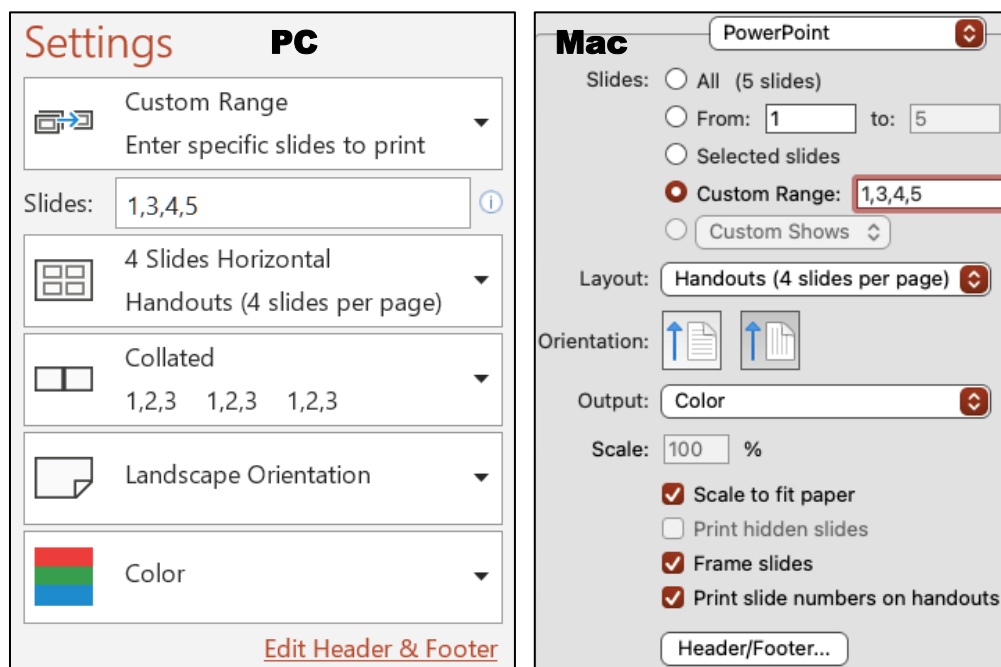 Settings PC
Custom Range
Enter specific slides to print
Slides: 1,3,4,5
4 Slides Horizontal
Handouts (4 slides per page)
Collated
1,2,3 1,2,3 1,2,3
Landscape Orientation
Color
Edit Header & Footer
Mac PowerPoint
Slides: All (5 slides)
From: 1 to: 5
Selected slides
Custom Range: 1,3,4,5
Custom Shows
Layout: Handouts (4 slides per page)
Orientation:
Output: Color
Scale: 100 %
Scale to fit paper
Print hidden slides
Frame slides
Print slide numbers on handouts
Header/Footer...